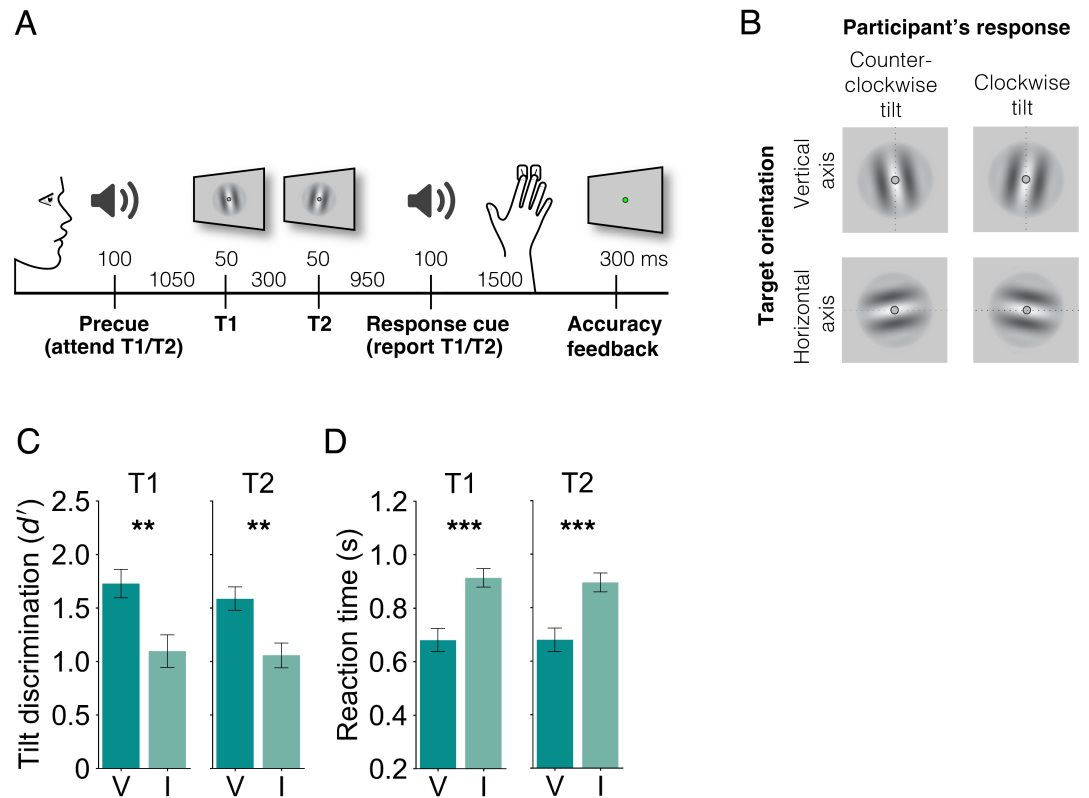 A
100
1050
50
300
50
950
100
1500
300 ms
Precue
(attend T1/T2)
T1
T2
Response cue
(report T1/T2)
Accuracy
feedback
B
Participant's response
Counter-
clockwise
tilt
Clockwise
tilt
Target orientation
Vertical
axis
Horizontal
axis
C
T1
T2
Tilt discrimination (d′)
2.5
2.0
1.5
1.0
0.5
0
**
**
V
I
V
I
D
T1
T2
Reaction time (s)
1.2
1.0
0.8
0.6
0.4
0.2
***
***
V
I
V
I